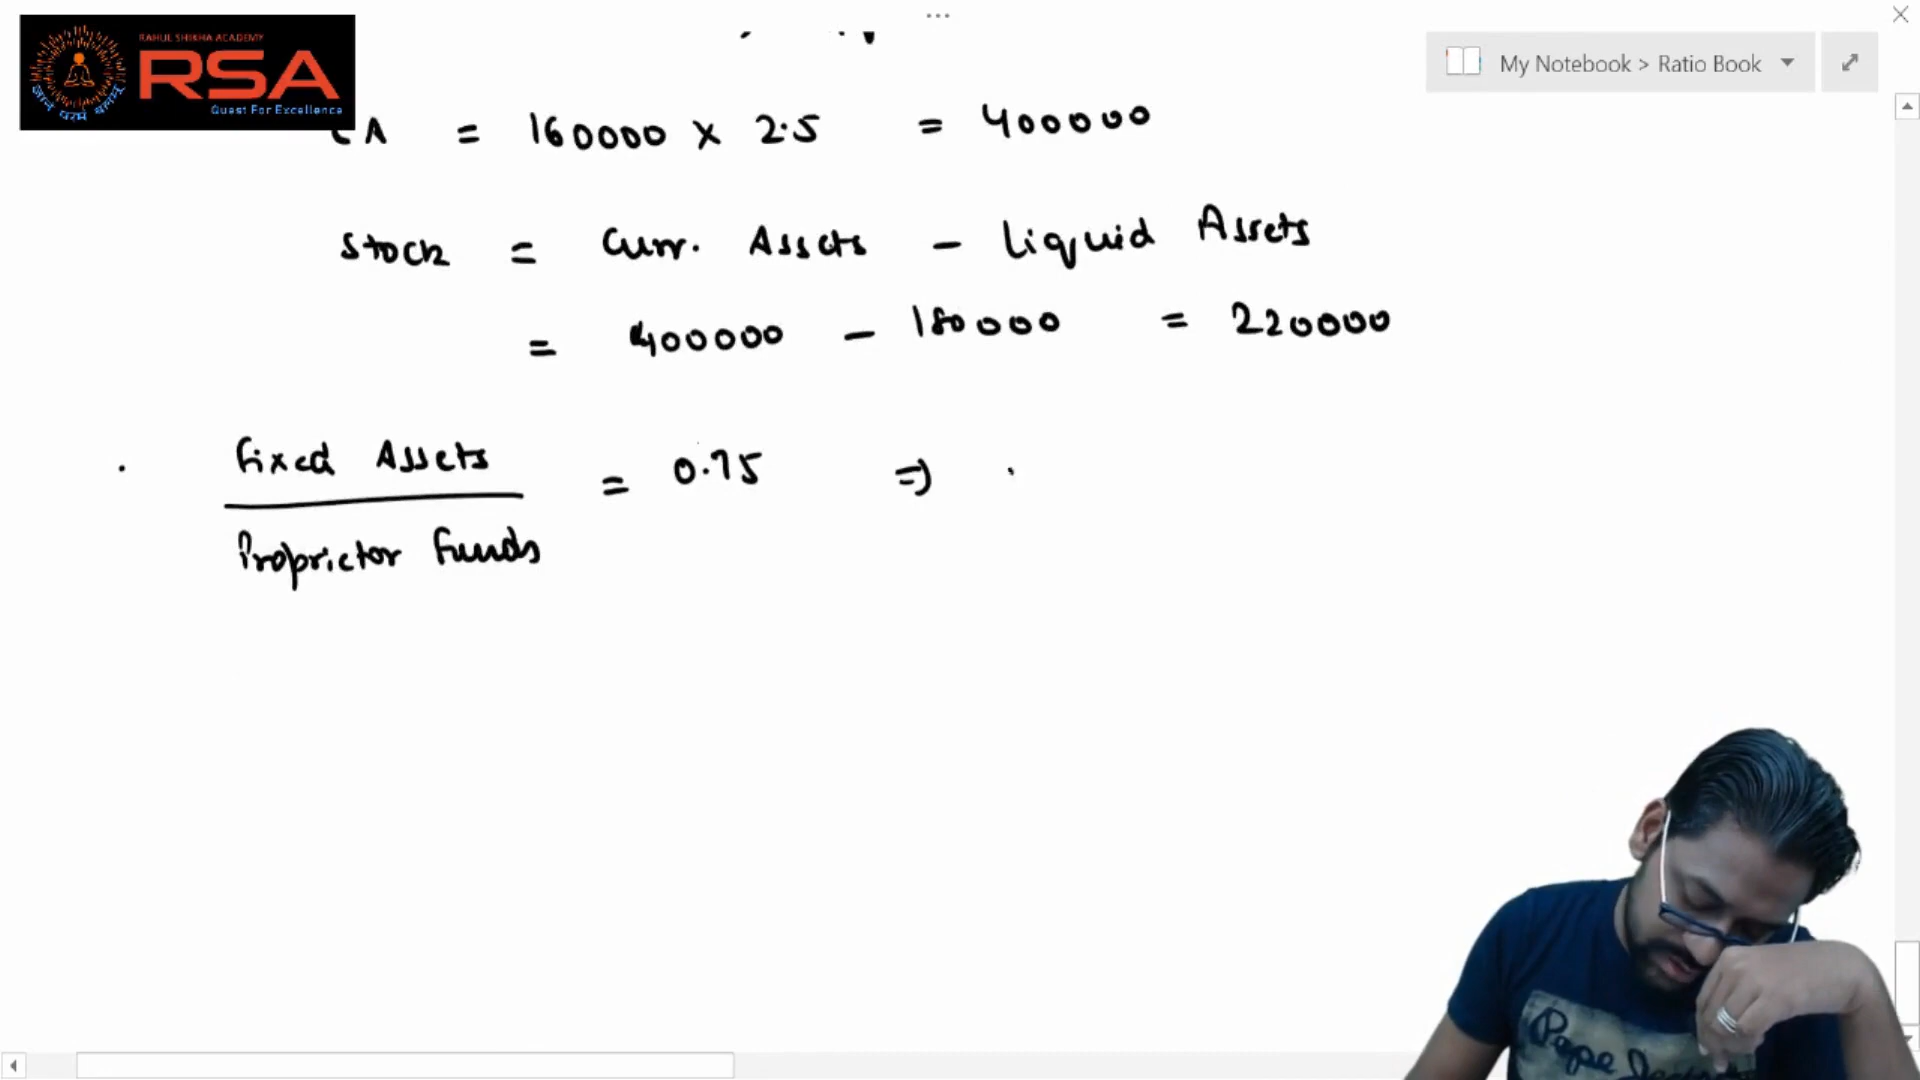 RAHUL SHIKHA ACADEMY
RSA
Quest For Excellence
My Notebook > Ratio Book
CA = 160000 x 2.5 = 400000
Stock = Curr. Assets - Liquid Assets
= 400000 - 180000 = 220000
Fixed Assets
= 0.75 =>
Proprietor Funds